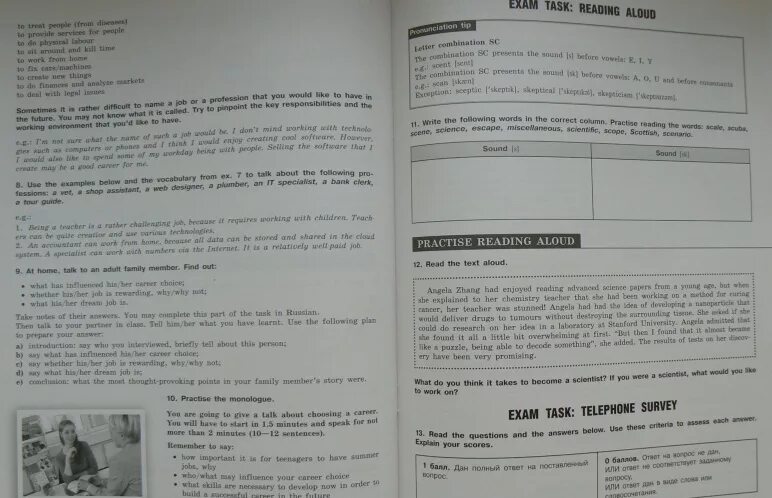 to treat people (from diseases)
to provide services for people
to do physical labour
to sit around and kill time
to work from home
to fix cars/machines
to create new things
to do finances and analyze markets
to deal with legal issues
Sometimes it is rather difficult to name a job or a profession that you would like to have in
the future. You may not know what it is called. Try to pinpoint the key responsibilities and the
working environment that you'd like to have.
e.g.: I'm not sure what the name of such a job would be. I don't mind working with technolo-
gies such as computers or phones and I think I would enjoy creating cool software. However,
I would also like to spend some of my workday being with people. Selling the software that I
create may be a good career for me.
8. Use the examples below and the vocabulary from ex. 7 to talk about the following pro-
fessions: a vet, a shop assistant, a web designer, a plumber, an IT specialist, a bank clerk,
a tour guide.
e.g.:
1. Being a teacher is a rather challenging job, because it requires working with children. Teach-
ers can be quite creative and use various technologies.
2. An accountant can work from home, because all data can be stored and shared in the cloud
system. A specialist can work with numbers via the Internet. It is a relatively well-paid job.
9. At home, talk to an adult family member. Find out:
• what has influenced his/her career choice;
• whether his/her job is rewarding, why/why not;
• what his/her dream job is.
Take notes of their answers. You may complete this part of the task in Russian.
Then talk to your partner in class. Tell him/her what you have learnt. Use the following plan
to prepare your answer:
a) introduction: say who you interviewed, briefly tell about this person;
b) say what has influenced his/her career choice;
c) say whether his/her job is rewarding, why/why not;
d) say what his/her dream job is;
e) conclusion: what the most thought-provoking points in your family member's story were.
10. Practise the monologue.
You are going to give a talk about choosing a career.
You will have to start in 1.5 minutes and speak for not
more than 2 minutes (10—12 sentences).
Remember to say:
• how important it is for teenagers to have summer
jobs, why
• who/what may influence your career choice
• what skills are necessary to develop now in order to
build a successful career in the future
EXAM TASK: READING ALOUD
Pronunciation tip
Letter combination SC
The combination SC presents the sound [s] before vowels: E, I, Y
e.g.: scent [sent]
The combination SC presents the sound [sk] before vowels: A, O, U and before consonants
e.g.: scan [skæn]
Exception: sceptic ['skeptik], skeptical ['skeptikl], skepticism
11. Write the following words in the correct column. Practise reading the words: scale, scuba,
scene, science, escape, miscellaneous, scientific, scope, Scottish, scenario.
Sound [s]
Sound [sk]
PRACTISE READING ALOUD
12. Read the text aloud.
Angela Zhang had enjoyed reading advanced science papers from a young age, but when
she explained to her chemistry teacher that she had been working on a method for curing
cancer, her teacher was stunned! Angela had had the idea of developing a nanoparticle that
would deliver drugs to tumours without destroying the surrounding tissue. She asked if she
could do research on her idea in a laboratory at Stanford University. Angela admitted that
she found it all a little bit overwhelming at first. "But then I found that it almost became
like a puzzle, being able to decode something", she added. The results of tests on her discov-
ery have been very promising.
What do you think it takes to become a scientist? If you were a scientist, what would you like
to work on?
EXAM TASK: TELEPHONE SURVEY
13. Read the questions and the answers below. Use these criteria to assess each answer.
Explain your scores.
1 балл. Дан полный ответ на поставленный
вопрос.
0 баллов. Ответ на вопрос не дан,
ИЛИ ответ не соответствует заданному
вопросу,
ИЛИ ответ дан в виде слова или
словосочетания.